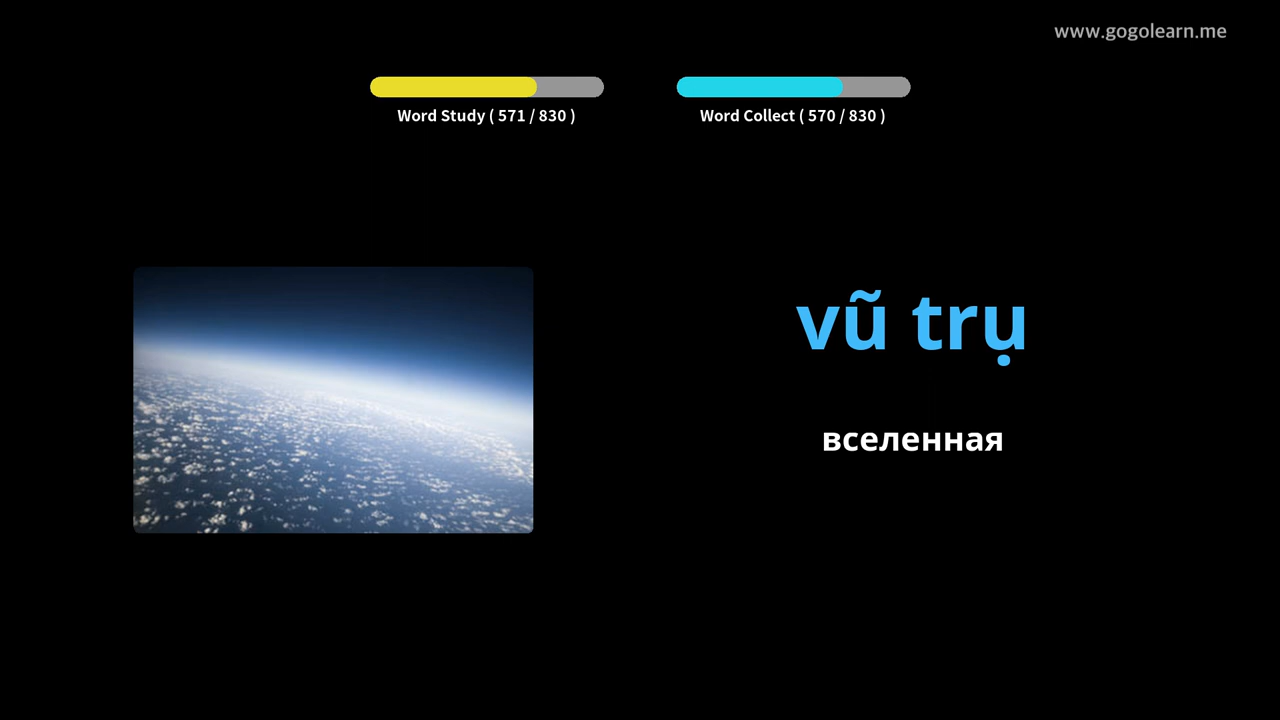 www.gogolearn.me
Word Study ( 571 / 830 )
Word Collect ( 570 / 830 )
vũ trụ
вселенная